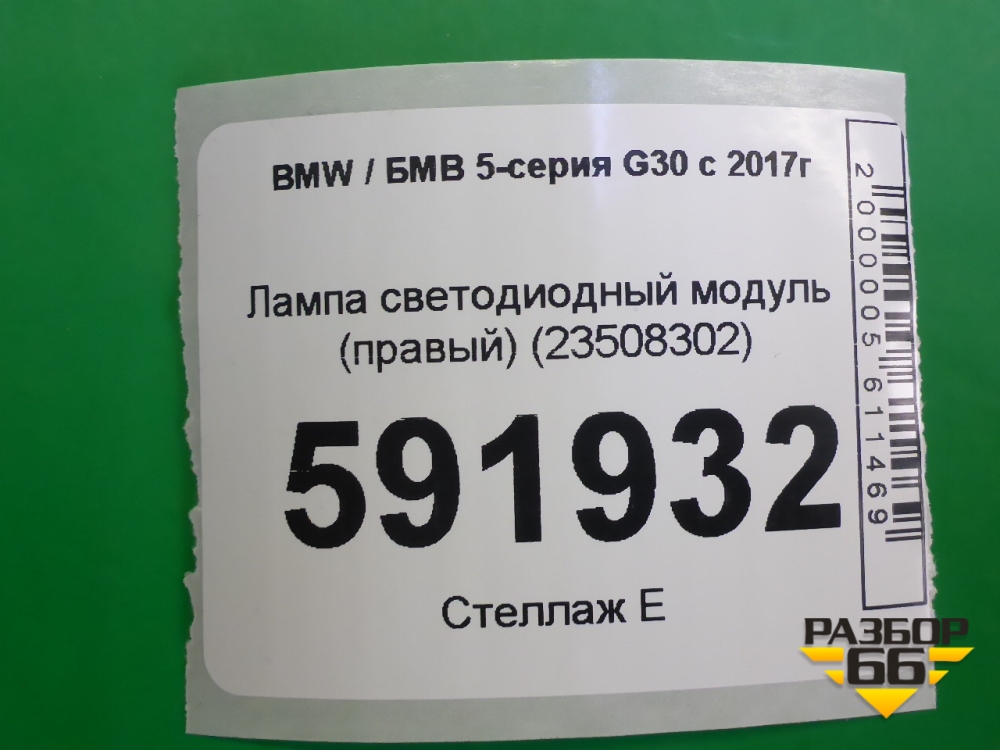 BMW / БМВ 5-серия G30 с 2017г
Лампа светодиодный модуль
(правый) (23508302)
591932
Стеллаж Е
2000005611469
РАЗБОР
66